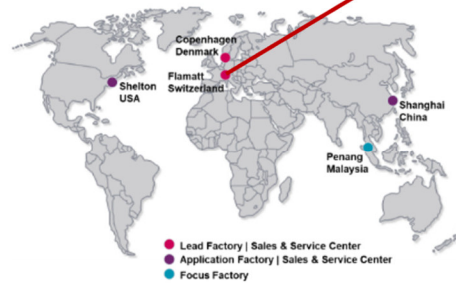 Copenhagen
Denmark
Flamatt
Switzerland
Shelton
USA
Shanghai
China
Penang
Malaysia
Lead Factory | Sales & Service Center
Application Factory | Sales & Service Center
Focus Factory